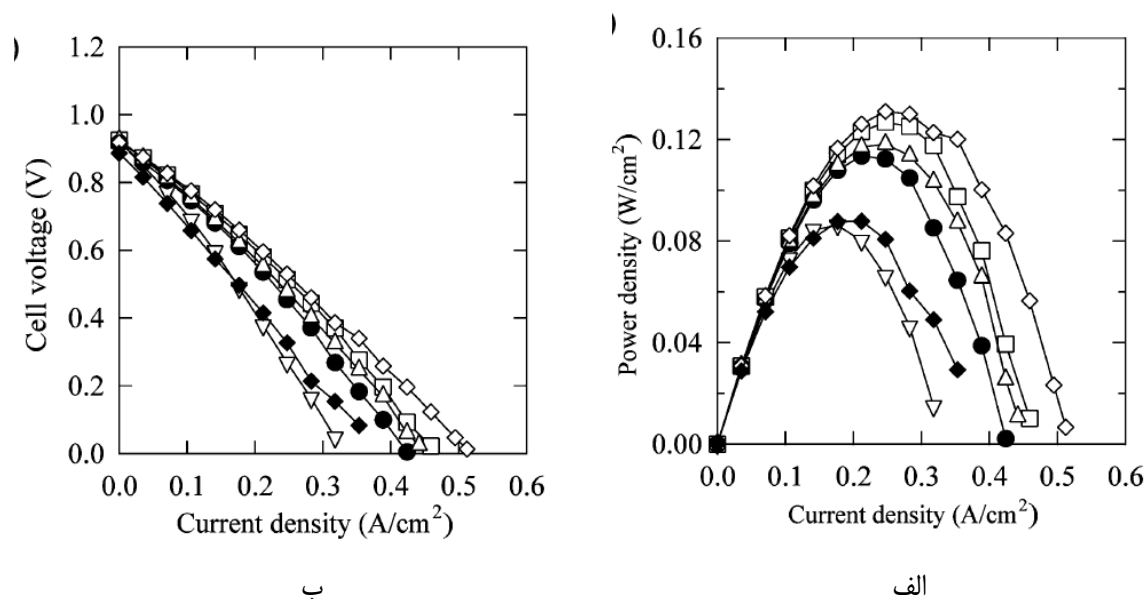 )
1.2
1.0
0.8
0.6
0.4
0.2
0.0
Cell voltage (V)
0.0 0.1 0.2 0.3 0.4 0.5 0.6
Current density (A/cm²)
ب
)
0.16
0.12
0.08
0.04
0.00
Power density (W/cm²)
0.0 0.1 0.2 0.3 0.4 0.5 0.6
Current density (A/cm²)
الف